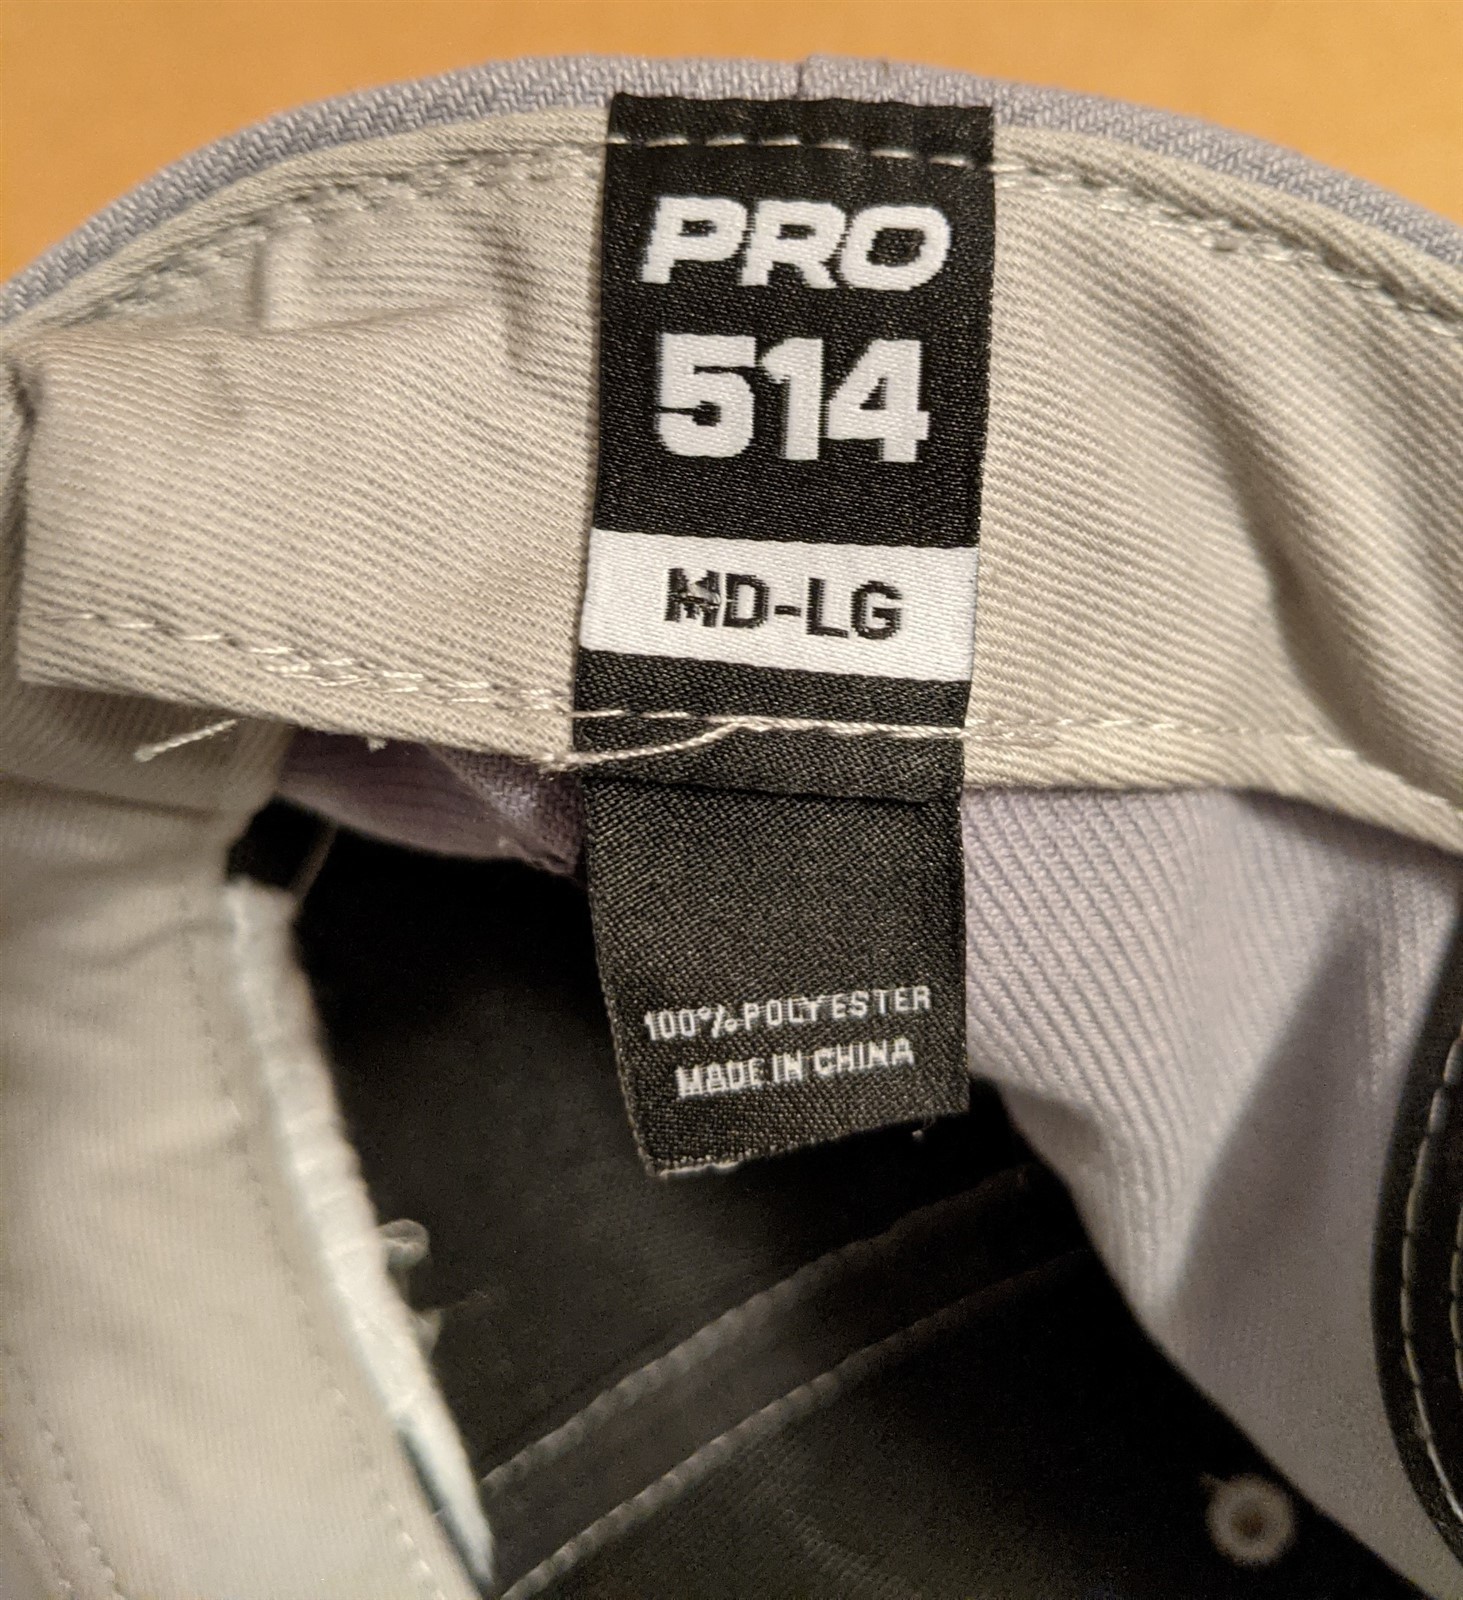 PRO
514
MD-LG
100% POLYESTER
MADE IN CHINA